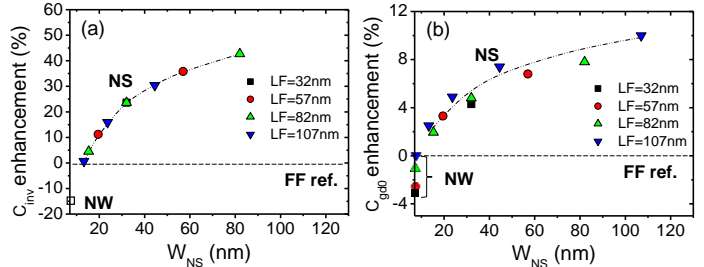 (a)
C_inv enhancement (%)
60
50
40
30
20
10
0
-10
-20
NS
LF=32nm
LF=57nm
LF=82nm
LF=107nm
FF ref.
NW
20 40 60 80 100 120
W_NS (nm)
(b)
C_gd0 enhancement (%)
12
8
4
0
-4
NS
LF=32nm
LF=57nm
LF=82nm
LF=107nm
NW
FF ref.
20 40 60 80 100 120
W_NS (nm)